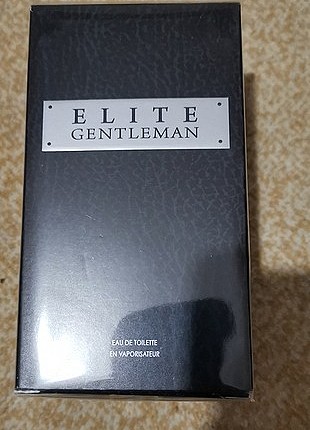 ELITE
GENTLEMAN
EAU DE TOILETTE
EN VAPORISATEUR